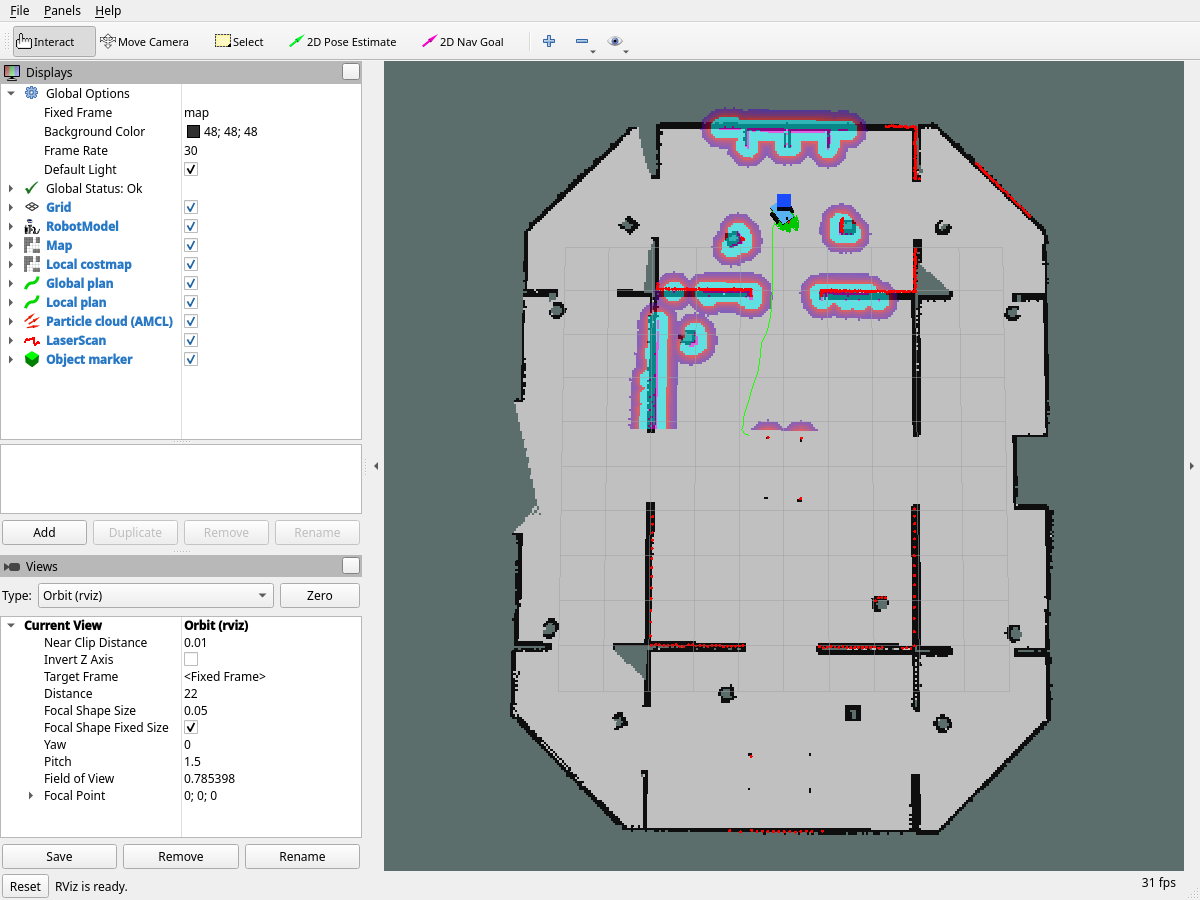 File Panels Help
Interact Move Camera Select 2D Pose Estimate 2D Nav Goal
Displays
Global Options
Fixed Frame map
Background Color 48; 48; 48
Frame Rate 30
Default Light
Global Status: Ok
Grid
RobotModel
Map
Local costmap
Global plan
Local plan
Particle cloud (AMCL)
LaserScan
Object marker
Add Duplicate Remove Rename
Views
Type: Orbit (rviz) Zero
Current View Orbit (rviz)
Near Clip Distance 0.01
Invert Z Axis
Target Frame <Fixed Frame>
Distance 22
Focal Shape Size 0.05
Focal Shape Fixed Size
Yaw 0
Pitch 1.5
Field of View 0.785398
Focal Point 0; 0; 0
Save Remove Rename
Reset RViz is ready. 31 fps